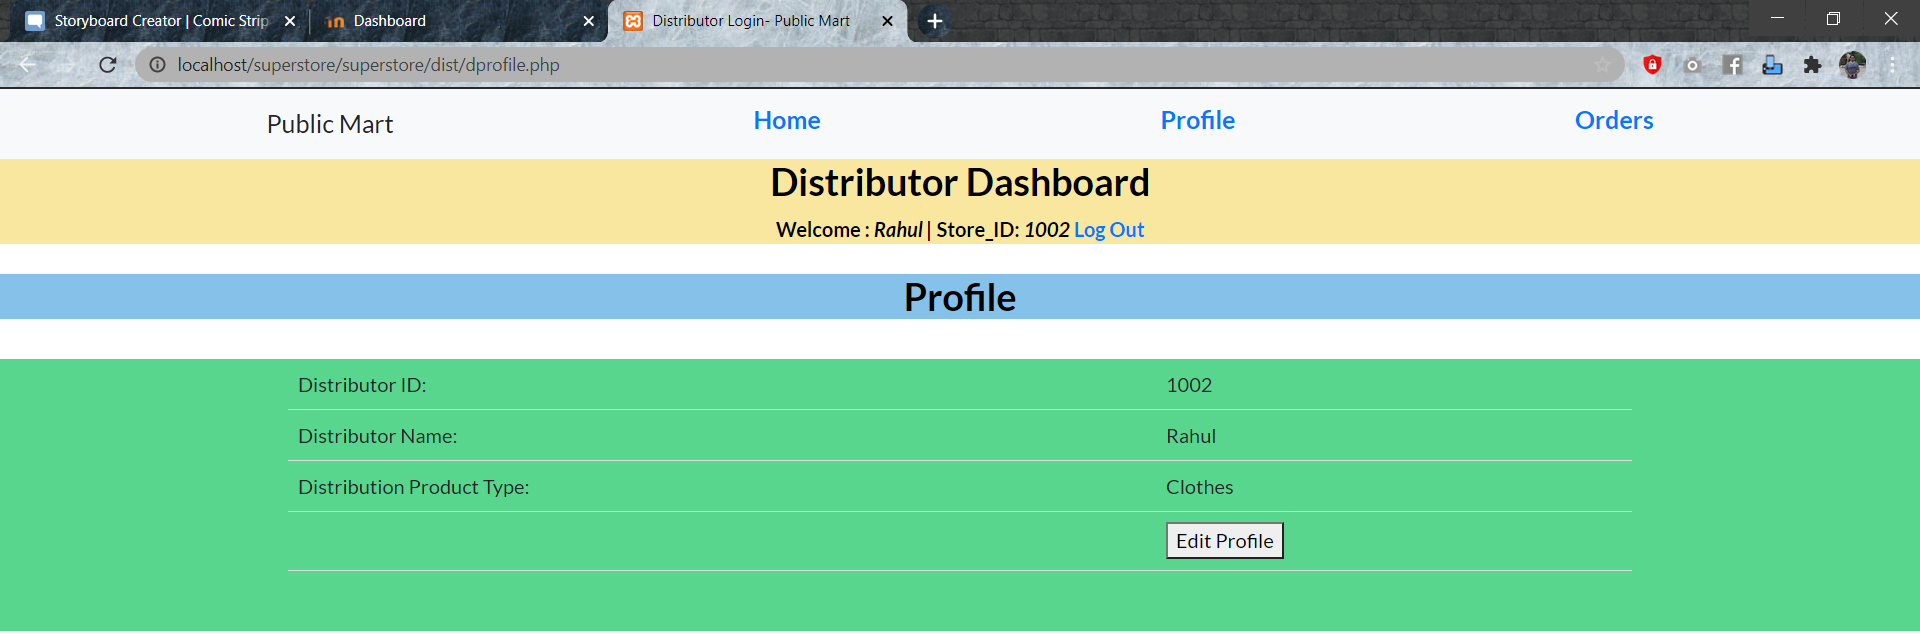 Storyboard Creator | Comic Strip
Dashboard
Distributor Login- Public Mart
localhost/superstore/superstore/dist/dprofile.php
Public Mart Home Profile Orders
Distributor Dashboard
Welcome : Rahul | Store_ID: 1002 Log Out
Profile
Distributor ID: 1002
Distributor Name: Rahul
Distribution Product Type: Clothes
Edit Profile